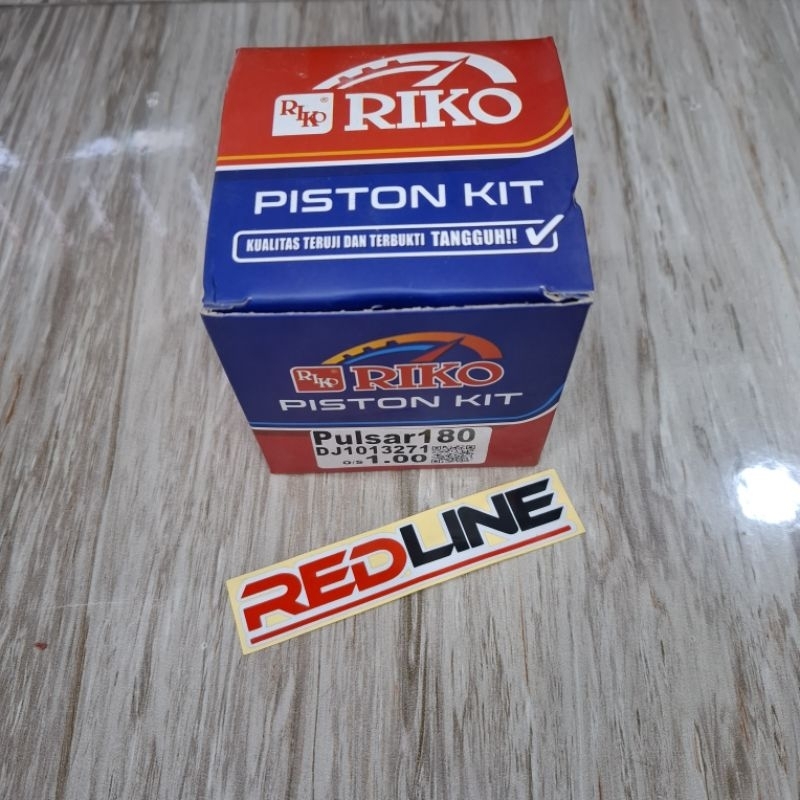 RIKO
® RIKO
PISTON KIT
KUALITAS TERUJI DAN TERBUKTI TANGGUH!!
RIKO RIKO
PISTON KIT
Pulsar180
DJ1013271
O/S 1.00
REDLINE